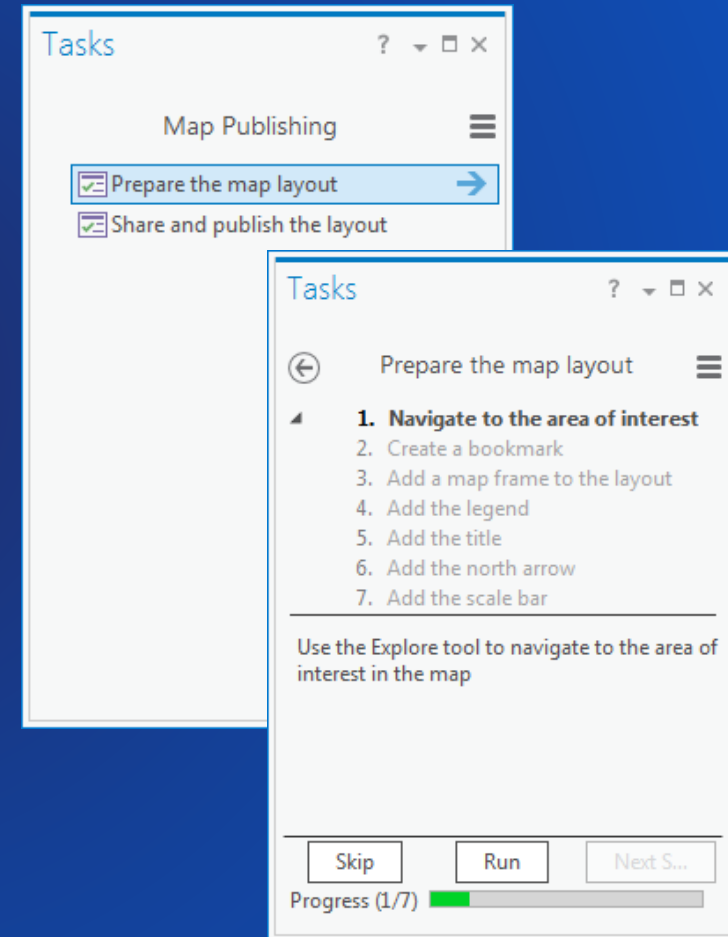 Tasks ?
Map Publishing
Prepare the map layout
Share and publish the layout
Tasks ?
Prepare the map layout
1. Navigate to the area of interest
2. Create a bookmark
3. Add a map frame to the layout
4. Add the legend
5. Add the title
6. Add the north arrow
7. Add the scale bar
Use the Explore tool to navigate to the area of
interest in the map
Skip Run Next S...
Progress (1/7)